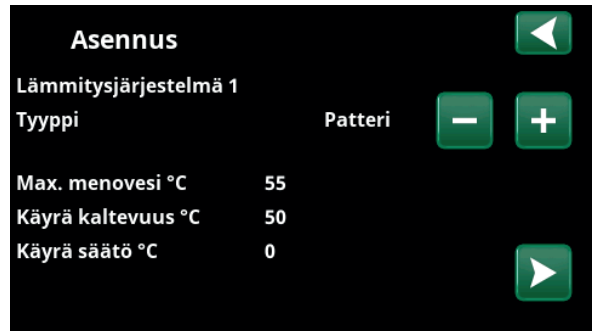 Asennus
Lämmitysjärjestelmä 1
Tyyppi Patteri
Max. menovesi °C 55
Käyrä kaltevuus °C 50
Käyrä säätö °C 0